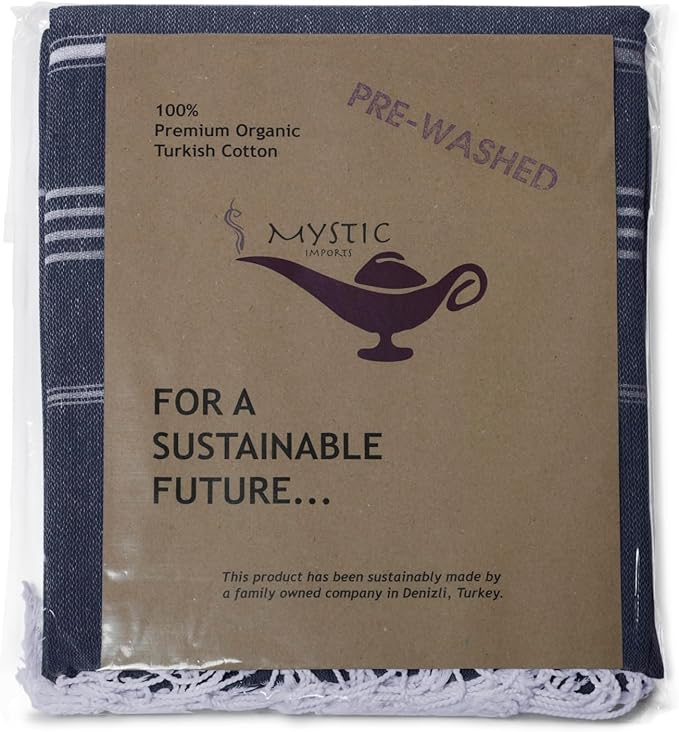 100%
Premium Organic
Turkish Cotton
PRE-WASHED
MYSTIC
IMPORTS
FOR A
SUSTAINABLE
FUTURE...
This product has been sustainably made by
a family owned company in Denizli, Turkey.